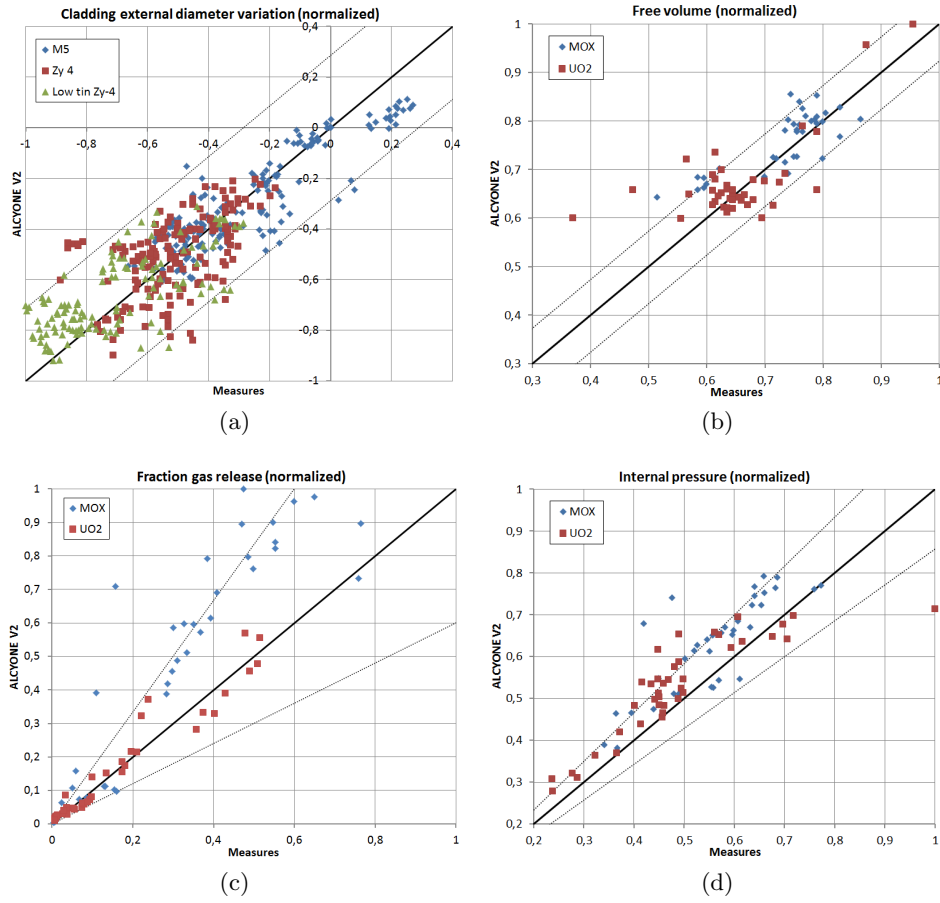 Cladding external diameter variation (normalized)
M5
Zy 4
Low tin Zy-4
0,4
0,2
0
-1 -0,8 -0,6 -0,4 -0,2 0 0,2 0,4
-0,2
-0,4
-0,6
-0,8
-1
ALCYONE V2
Measures
(a)
Free volume (normalized)
MOX
UO2
1
0,9
0,8
0,7
0,6
0,5
0,4
0,3
0,3 0,4 0,5 0,6 0,7 0,8 0,9 1
ALCYONE V2
Measures
(b)
Fraction gas release (normalized)
MOX
UO2
1
0,9
0,8
0,7
0,6
0,5
0,4
0,3
0,2
0,1
0
0 0,2 0,4 0,6 0,8 1
ALCYONE V2
Measures
(c)
Internal pressure (normalized)
MOX
UO2
1
0,9
0,8
0,7
0,6
0,5
0,4
0,3
0,2
0,2 0,3 0,4 0,5 0,6 0,7 0,8 0,9 1
ALCYONE V2
Measures
(d)